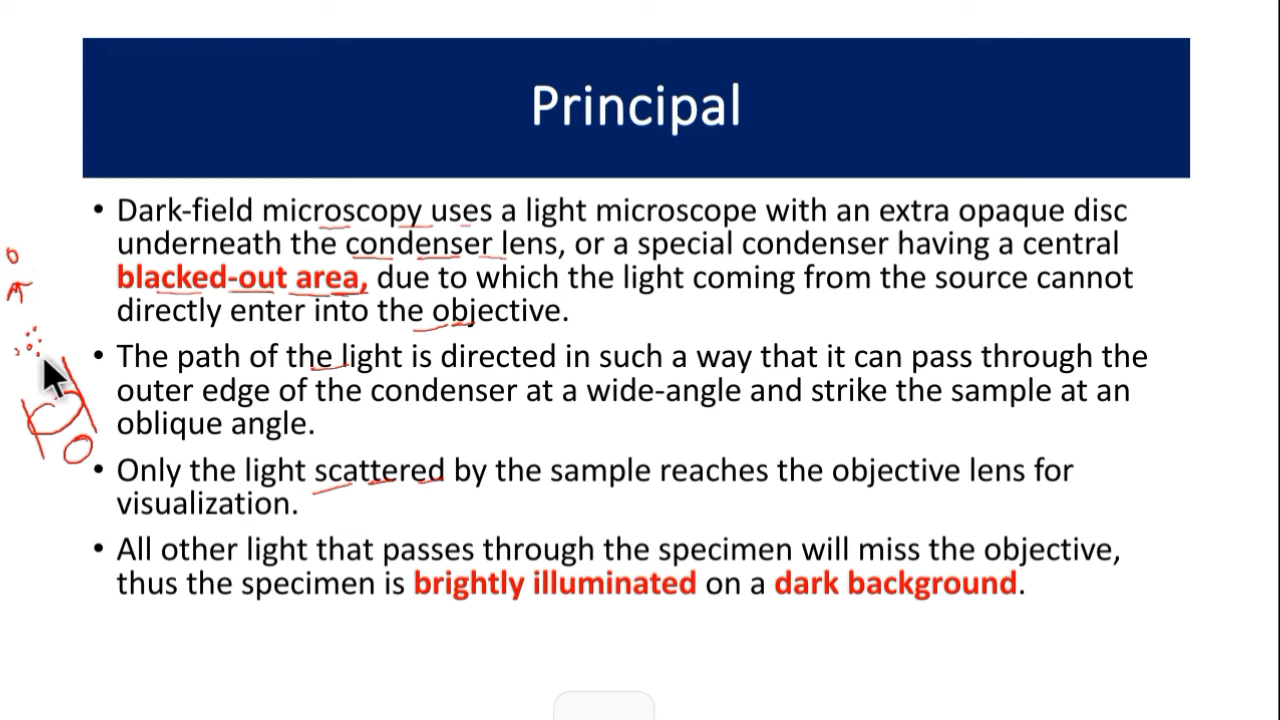 Principal
• Dark-field microscopy uses a light microscope with an extra opaque disc
underneath the condenser lens, or a special condenser having a central
blacked-out area, due to which the light coming from the source cannot
directly enter into the objective.
• The path of the light is directed in such a way that it can pass through the
outer edge of the condenser at a wide-angle and strike the sample at an
oblique angle.
• Only the light scattered by the sample reaches the objective lens for
visualization.
• All other light that passes through the specimen will miss the objective,
thus the specimen is brightly illuminated on a dark background.